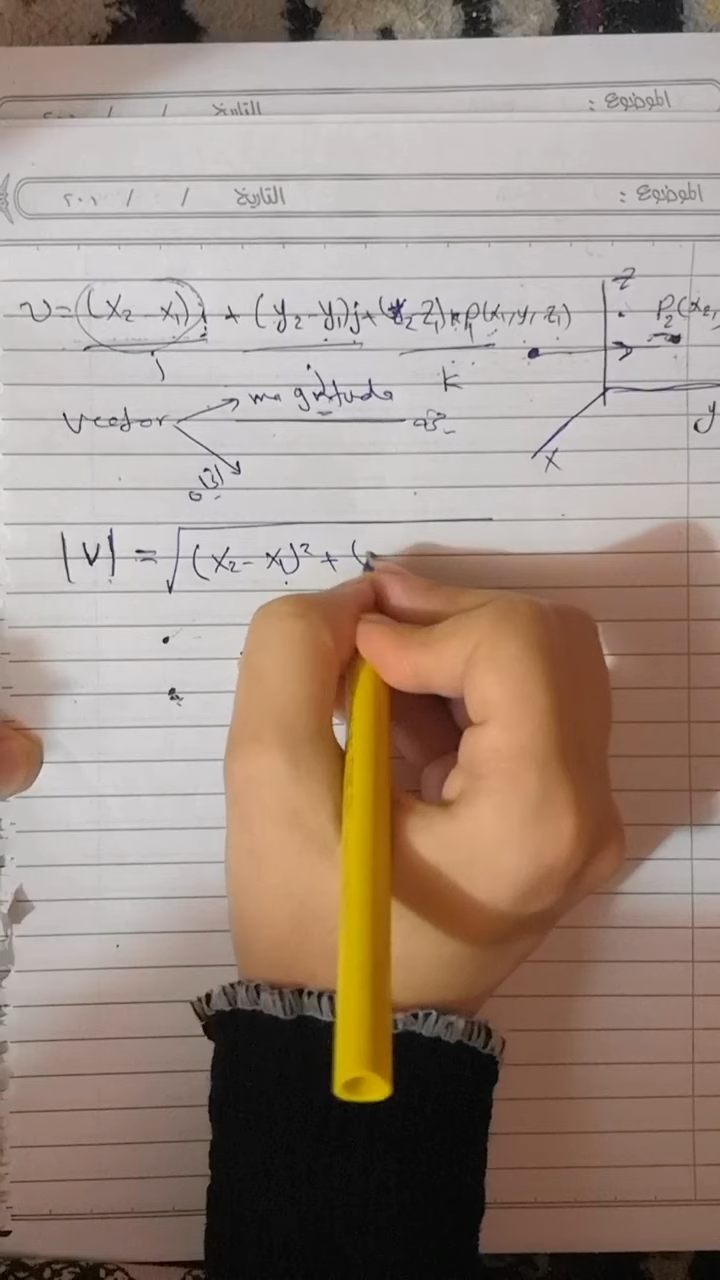 الموضوع : التاريخ / /
الموضوع : التاريخ / / ٢٠١
Z
v = (x₂ - x₁)i + (y₂ - y₁)j + (z₂ - z₁)k P₁(x₁, y₁, z₁) P₂(x₂,
j k
vector magnitude y
x
|V| = √(x₂ - x₁)² + (